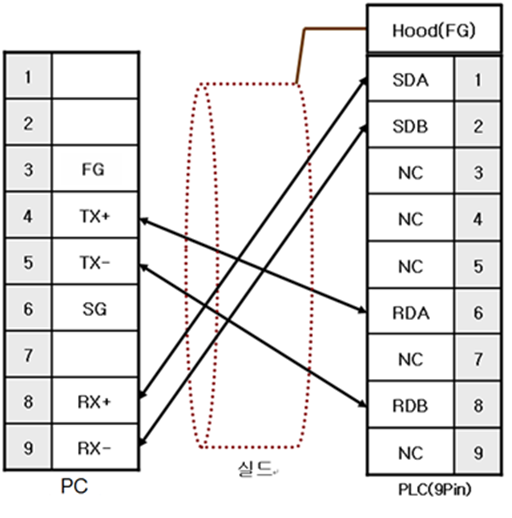 Hood(FG)
1
2
3 FG
4 TX+
5 TX-
6 SG
7
8 RX+
9 RX-
PC
실드
SDA 1
SDB 2
NC 3
NC 4
NC 5
RDA 6
NC 7
RDB 8
NC 9
PLC(9Pin)